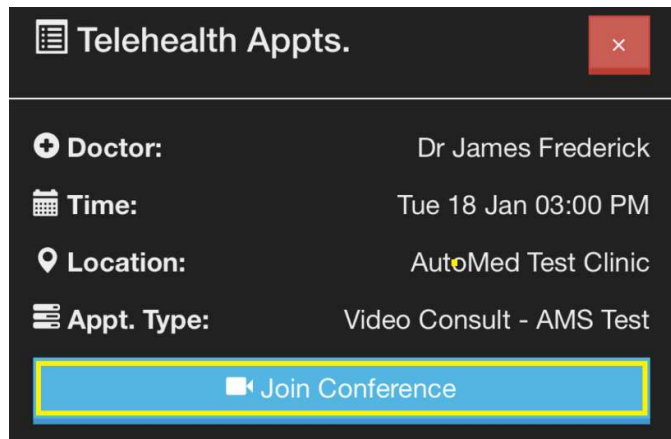 Telehealth Appts.
×
Doctor: Dr James Frederick
Time: Tue 18 Jan 03:00 PM
Location: AutoMed Test Clinic
Appt. Type: Video Consult - AMS Test
Join Conference